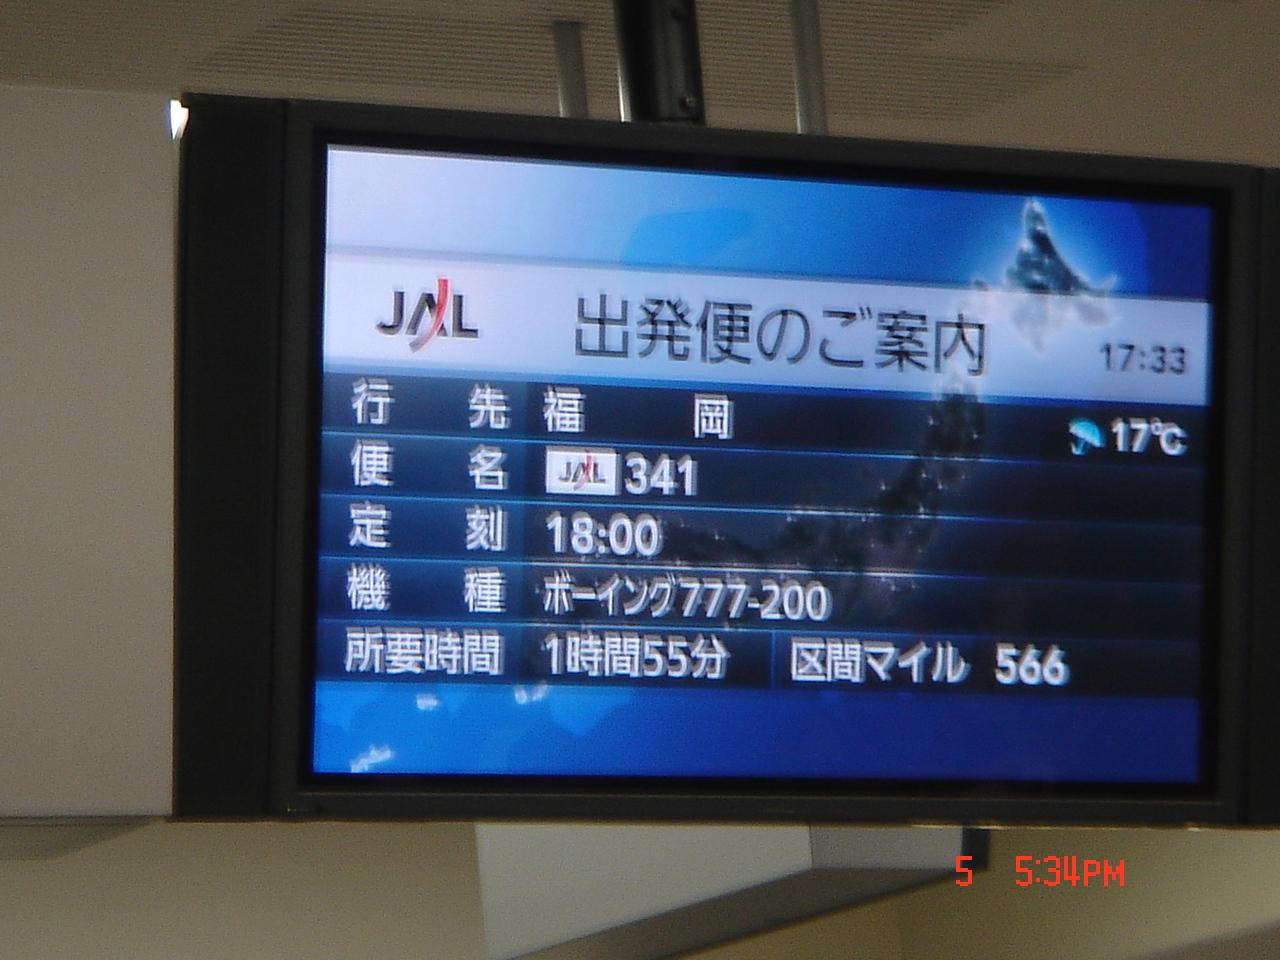 JAL 出発便のご案内 17:33
行先 福岡 17℃
便名 JAL 341
定刻 18:00
機種 ボーイング777-200
所要時間 1時間55分 区間マイル 566
5 5:34PM